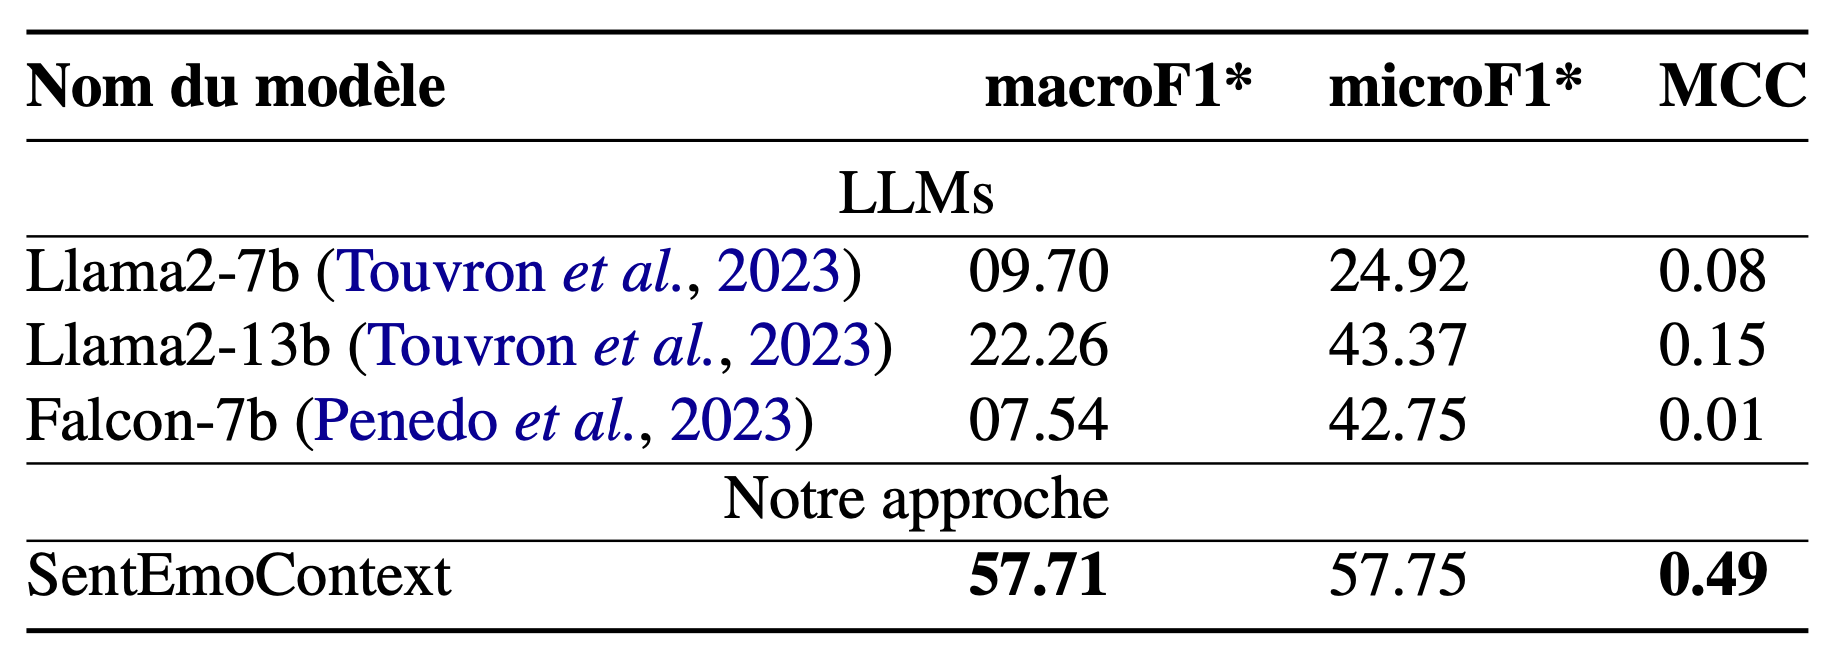 Nom du modèle macroF1* microF1* MCC
LLMs
Llama2-7b (Touvron et al., 2023) 09.70 24.92 0.08
Llama2-13b (Touvron et al., 2023) 22.26 43.37 0.15
Falcon-7b (Penedo et al., 2023) 07.54 42.75 0.01
Notre approche
SentEmoContext 57.71 57.75 0.49